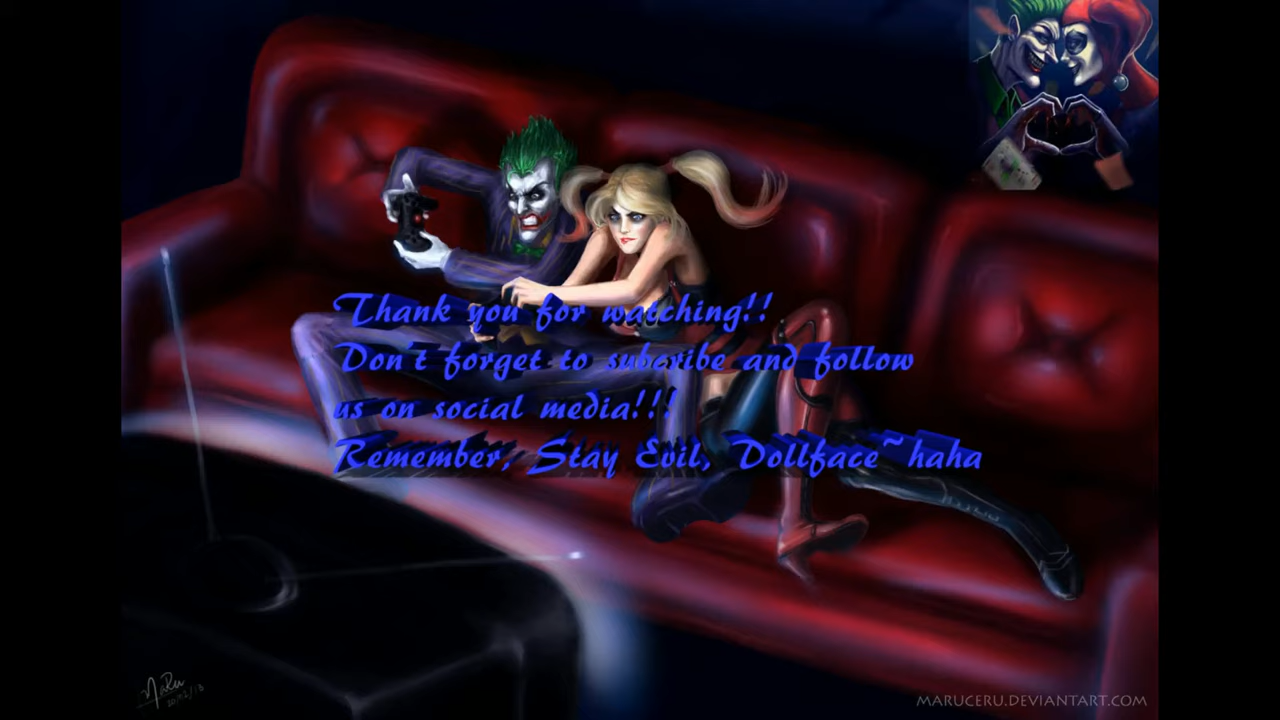 Thank you for watching!!
Don't forget to subcribe and follow
us on social media!!!
Remember, Stay Evil, Dollface~haha
MaRu
MARUCERU.DEVIANTART.COM